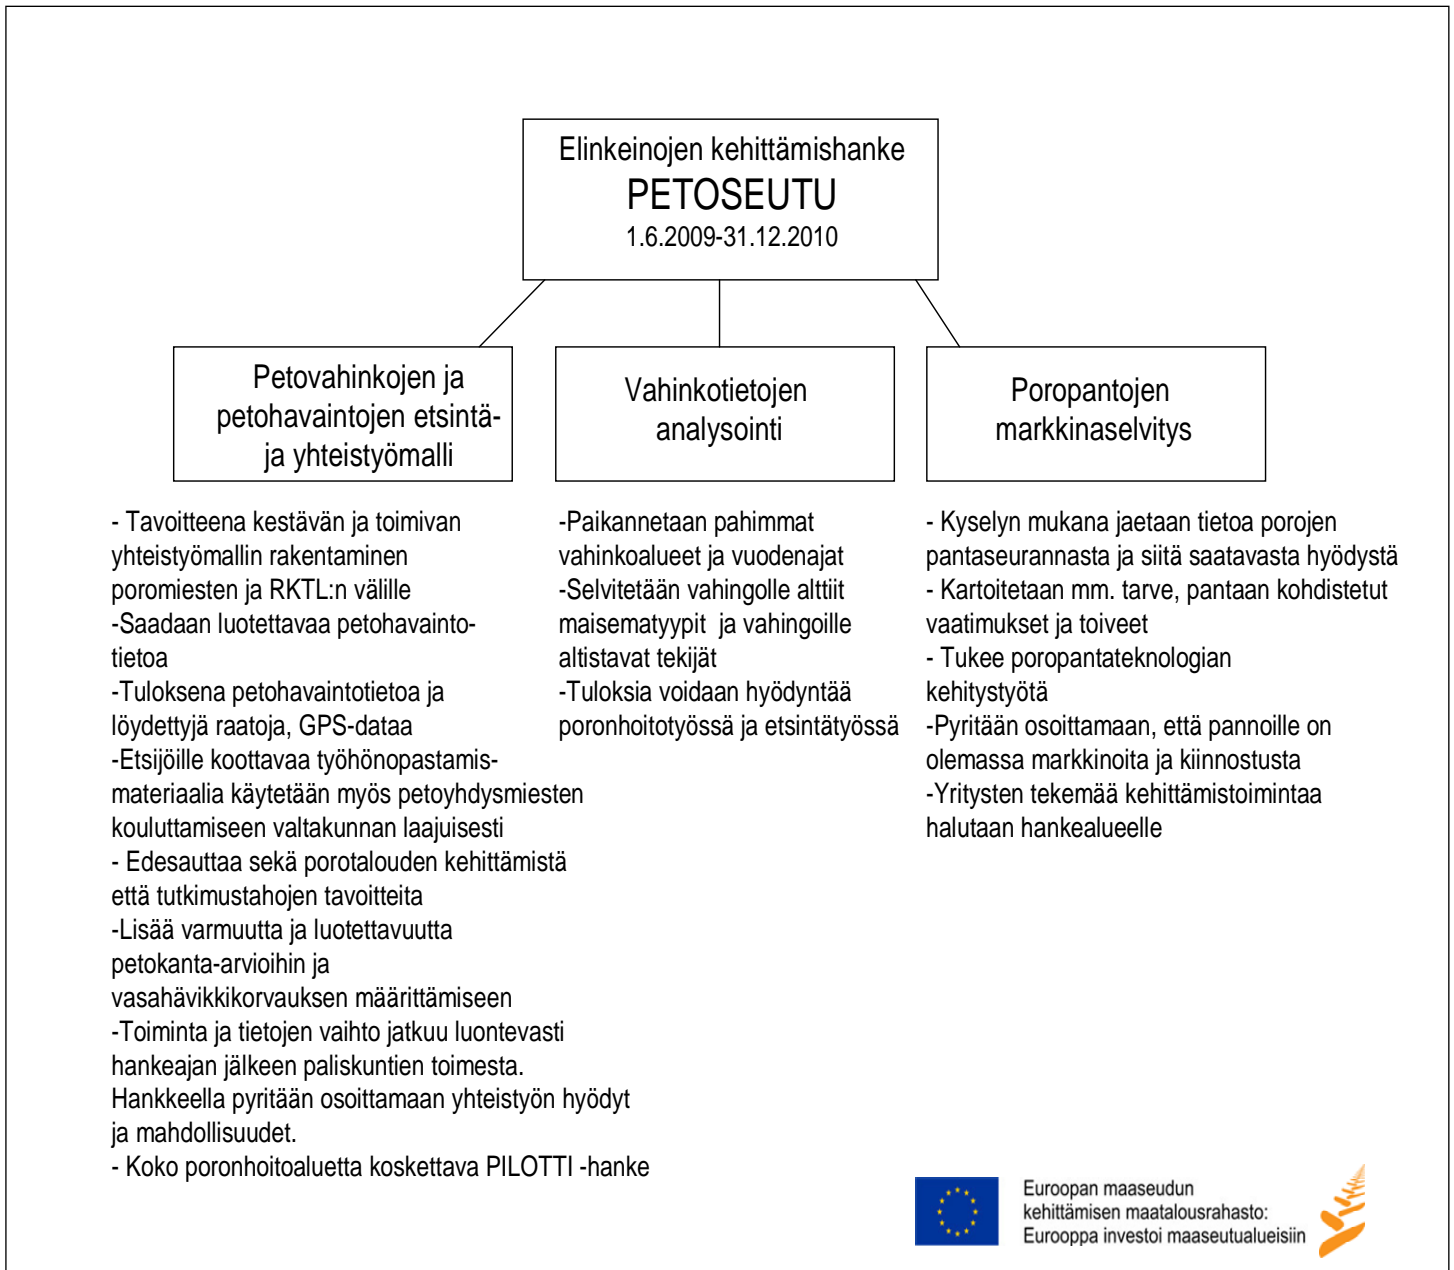 Elinkeinojen kehittämishanke
PETOSEUTU
1.6.2009-31.12.2010
Petovahinkojen ja
petohavaintojen etsintä-
ja yhteistyömalli
- Tavoitteena kestävän ja toimivan
yhteistyömallin rakentaminen
poromiesten ja RKTL:n välille
-Saadaan luotettavaa petohavainto-
tietoa
-Tuloksena petohavaintotietoa ja
löydettyjä raatoja, GPS-dataa
-Etsijöille koottavaa työhönopastamis-
materiaalia käytetään myös petoyhdysmiesten
kouluttamiseen valtakunnan laajuisesti
- Edesauttaa sekä porotalouden kehittämistä
että tutkimustahojen tavoitteita
-Lisää varmuutta ja luotettavuutta
petokanta-arvioihin ja
vasahävikkikorvauksen määrittämiseen
-Toiminta ja tietojen vaihto jatkuu luontevasti
hankeajan jälkeen paliskuntien toimesta.
Hankkeella pyritään osoittamaan yhteistyön hyödyt
ja mahdollisuudet.
- Koko poronhoitoaluetta koskettava PILOTTI -hanke
Vahinkotietojen
analysointi
-Paikannetaan pahimmat
vahinkoalueet ja vuodenajat
-Selvitetään vahingolle alttiit
maisematyypit ja vahingoille
altistavat tekijät
-Tuloksia voidaan hyödyntää
poronhoitotyössä ja etsintätyössä
Poropantojen
markkinaselvitys
- Kyselyn mukana jaetaan tietoa porojen
pantaseurannasta ja siitä saatavasta hyödystä
- Kartoitetaan mm. tarve, pantaan kohdistetut
vaatimukset ja toiveet
- Tukee poropantateknologian
kehitystyötä
-Pyritään osoittamaan, että pannoille on
olemassa markkinoita ja kiinnostusta
-Yritysten tekemää kehittämistoimintaa
halutaan hankealueelle
Euroopan maaseudun
kehittämisen maatalousrahasto:
Eurooppa investoi maaseutualueisiin